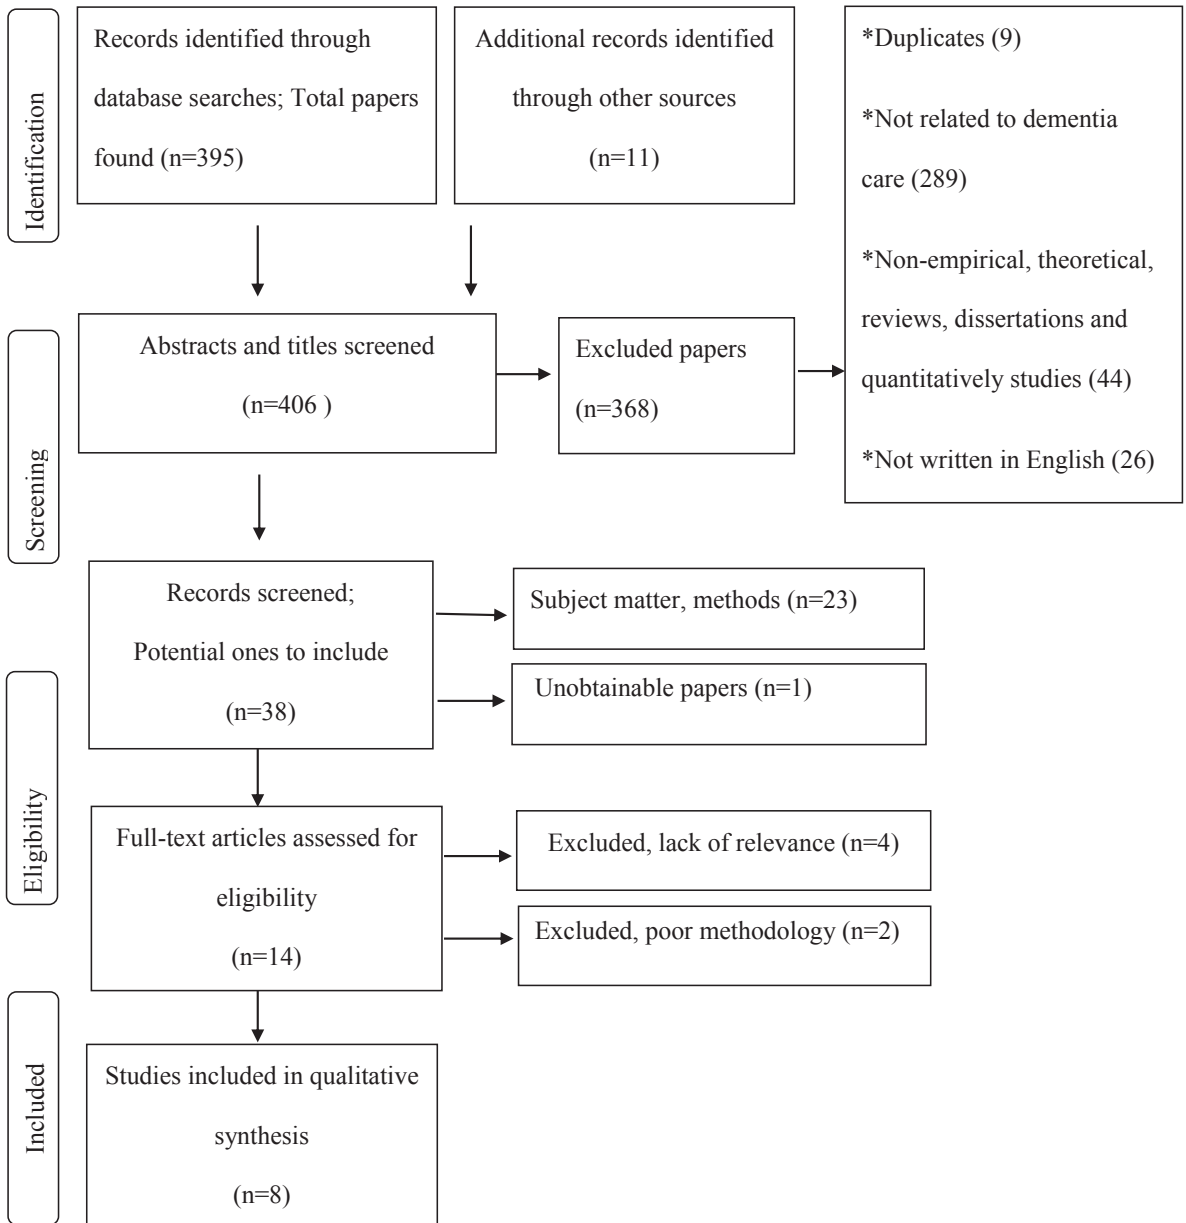 Identification
Records identified through
database searches; Total papers
found (n=395)
Additional records identified
through other sources
(n=11)
*Duplicates (9)
*Not related to dementia
care (289)
*Non-empirical, theoretical,
reviews, dissertations and
quantitatively studies (44)
*Not written in English (26)
Screening
Abstracts and titles screened
(n=406 )
Excluded papers
(n=368)
Records screened;
Potential ones to include
(n=38)
Subject matter, methods (n=23)
Unobtainable papers (n=1)
Eligibility
Full-text articles assessed for
eligibility
(n=14)
Excluded, lack of relevance (n=4)
Excluded, poor methodology (n=2)
Included
Studies included in qualitative
synthesis
(n=8)